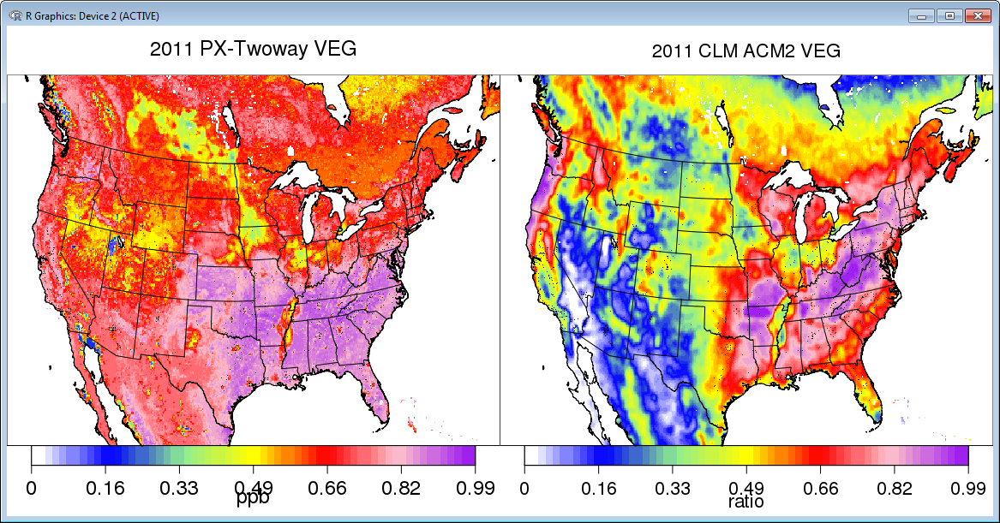 R Graphics: Device 2 (ACTIVE)
2011 PX-Twoway VEG
2011 CLM ACM2 VEG
0 0.16 0.33 0.49 0.66 0.82 0.99
ppb
0 0.16 0.33 0.49 0.66 0.82 0.99
ratio